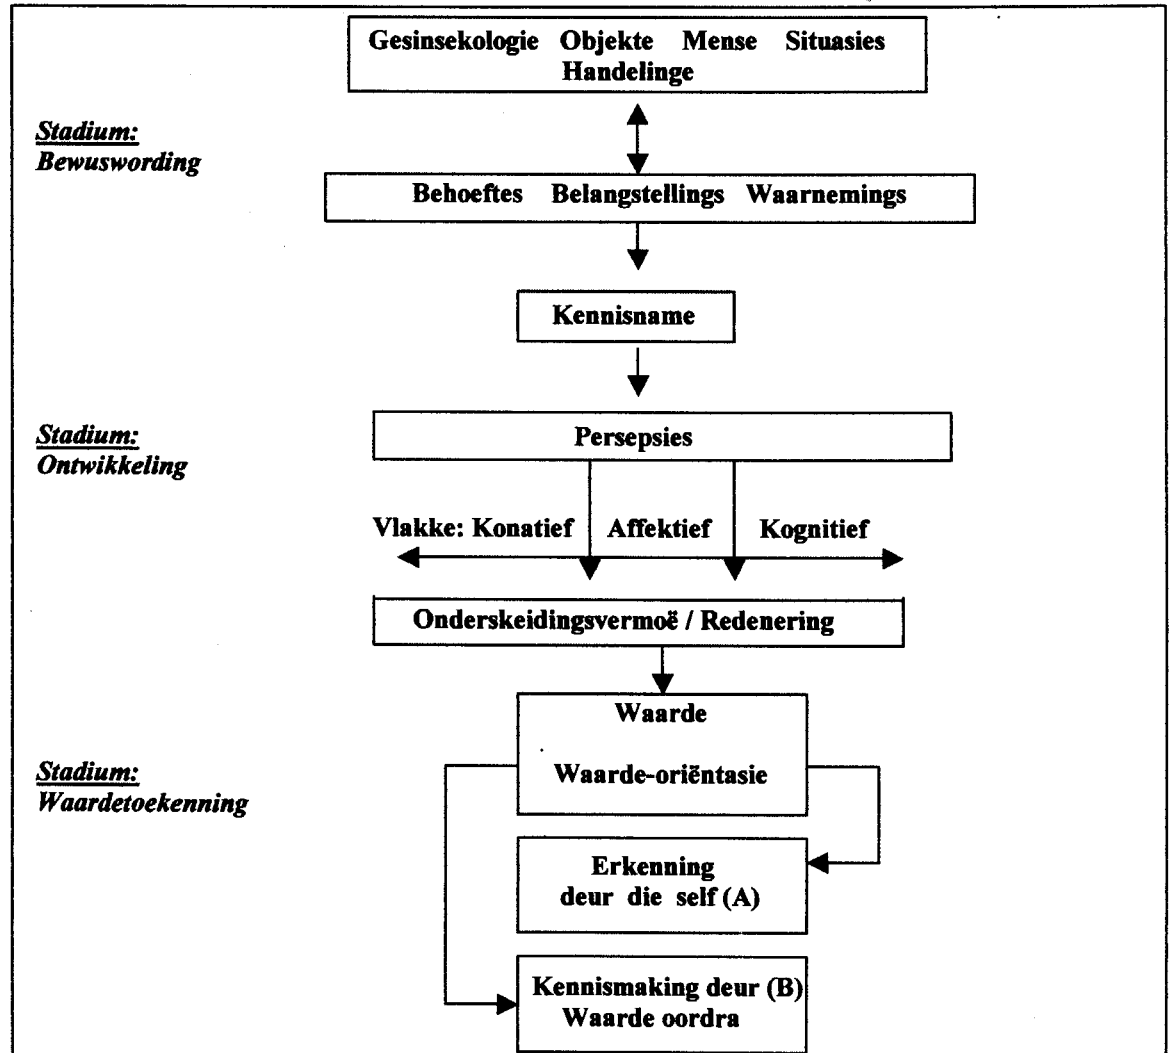 Gesinsekologie Objekte Mense Situasies
Handelinge
Stadium:
Bewuswording
Behoeftes Belangstellings Waarnemings
Kennisname
Stadium:
Ontwikkeling
Persepsies
Vlakke: Konatief Affektief Kognitief
Onderskeidingsvermoë / Redenering
Waarde
Waarde-oriëntasie
Stadium:
Waardetoekenning
Erkenning
deur die self (A)
Kennismaking deur (B)
Waarde oordra